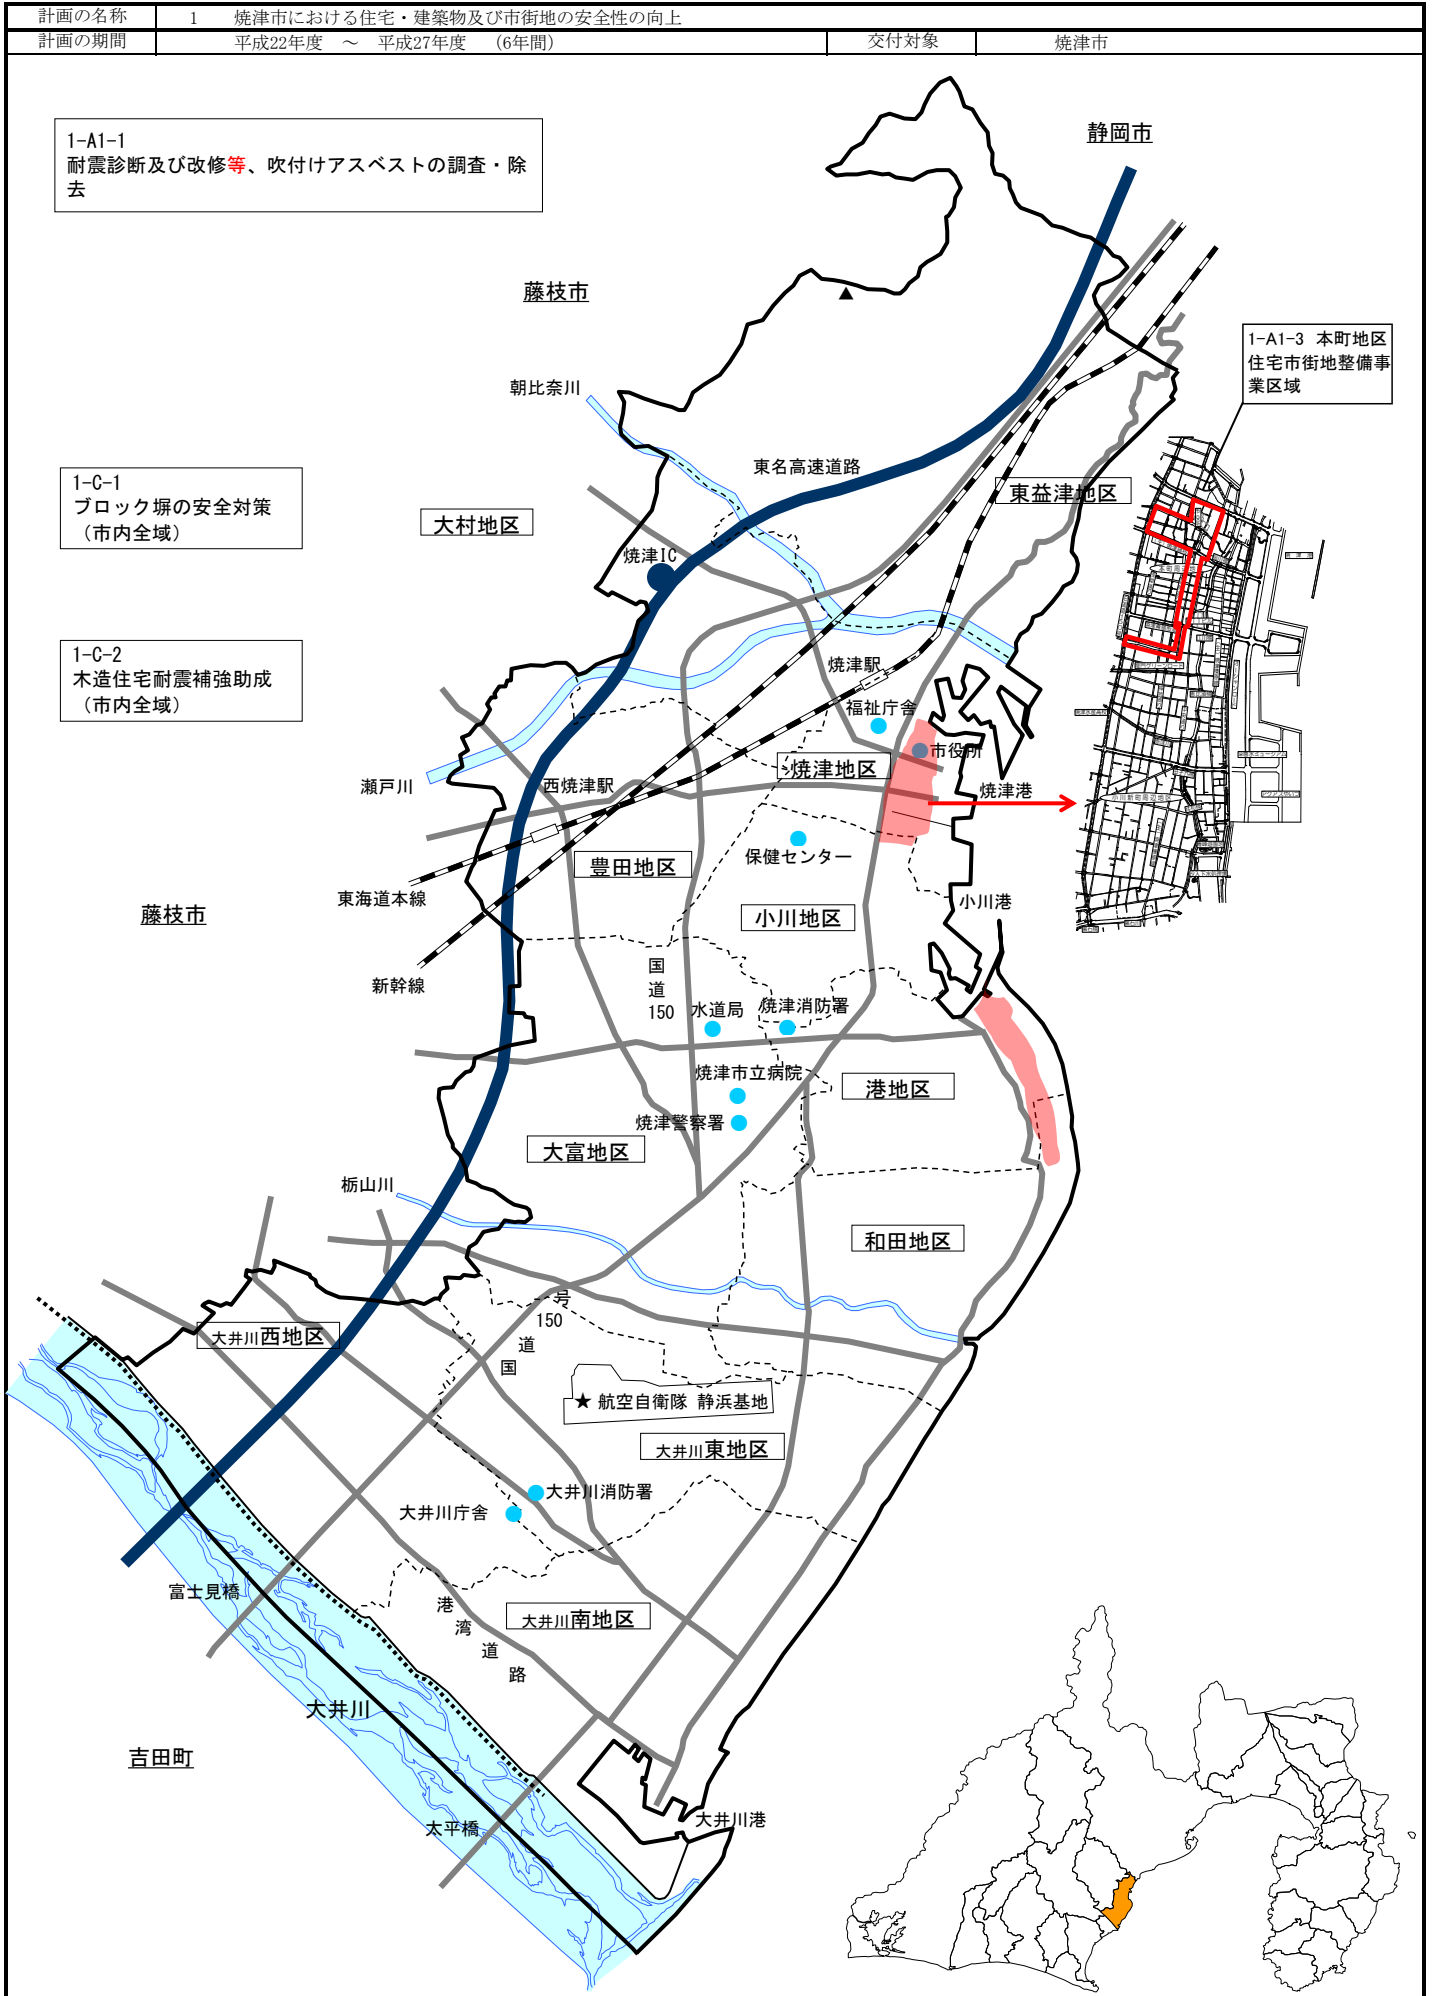 計画の名称 1 焼津市における住宅・建築物及び市街地の安全性の向上
計画の期間 平成22年度 ～ 平成27年度 (6年間) 交付対象 焼津市
1-A1-1
耐震診断及び改修等、吹付けアスベストの調査・除
去
静岡市
藤枝市
1-A1-3 本町地区
住宅市街地整備事
業区域
朝比奈川
東名高速道路
東益津地区
1-C-1
ブロック塀の安全対策
（市内全域）
大村地区
焼津IC
1-C-2
木造住宅耐震補強助成
（市内全域）
焼津駅
福祉庁舎
市役所
焼津地区
瀬戸川
西焼津駅
焼津港
保健センター
豊田地区
東海道本線
藤枝市
小川港
小川地区
新幹線
国
道
150
水道局
焼津消防署
焼津市立病院
港地区
焼津警察署
大富地区
栃山川
和田地区
号
150
道
国
大井川西地区
★ 航空自衛隊 静浜基地
大井川東地区
大井川消防署
大井川庁舎
富士見橋
港
湾
道
路
大井川南地区
大井川
吉田町
大井川港
太平橋
小川新町周辺地区